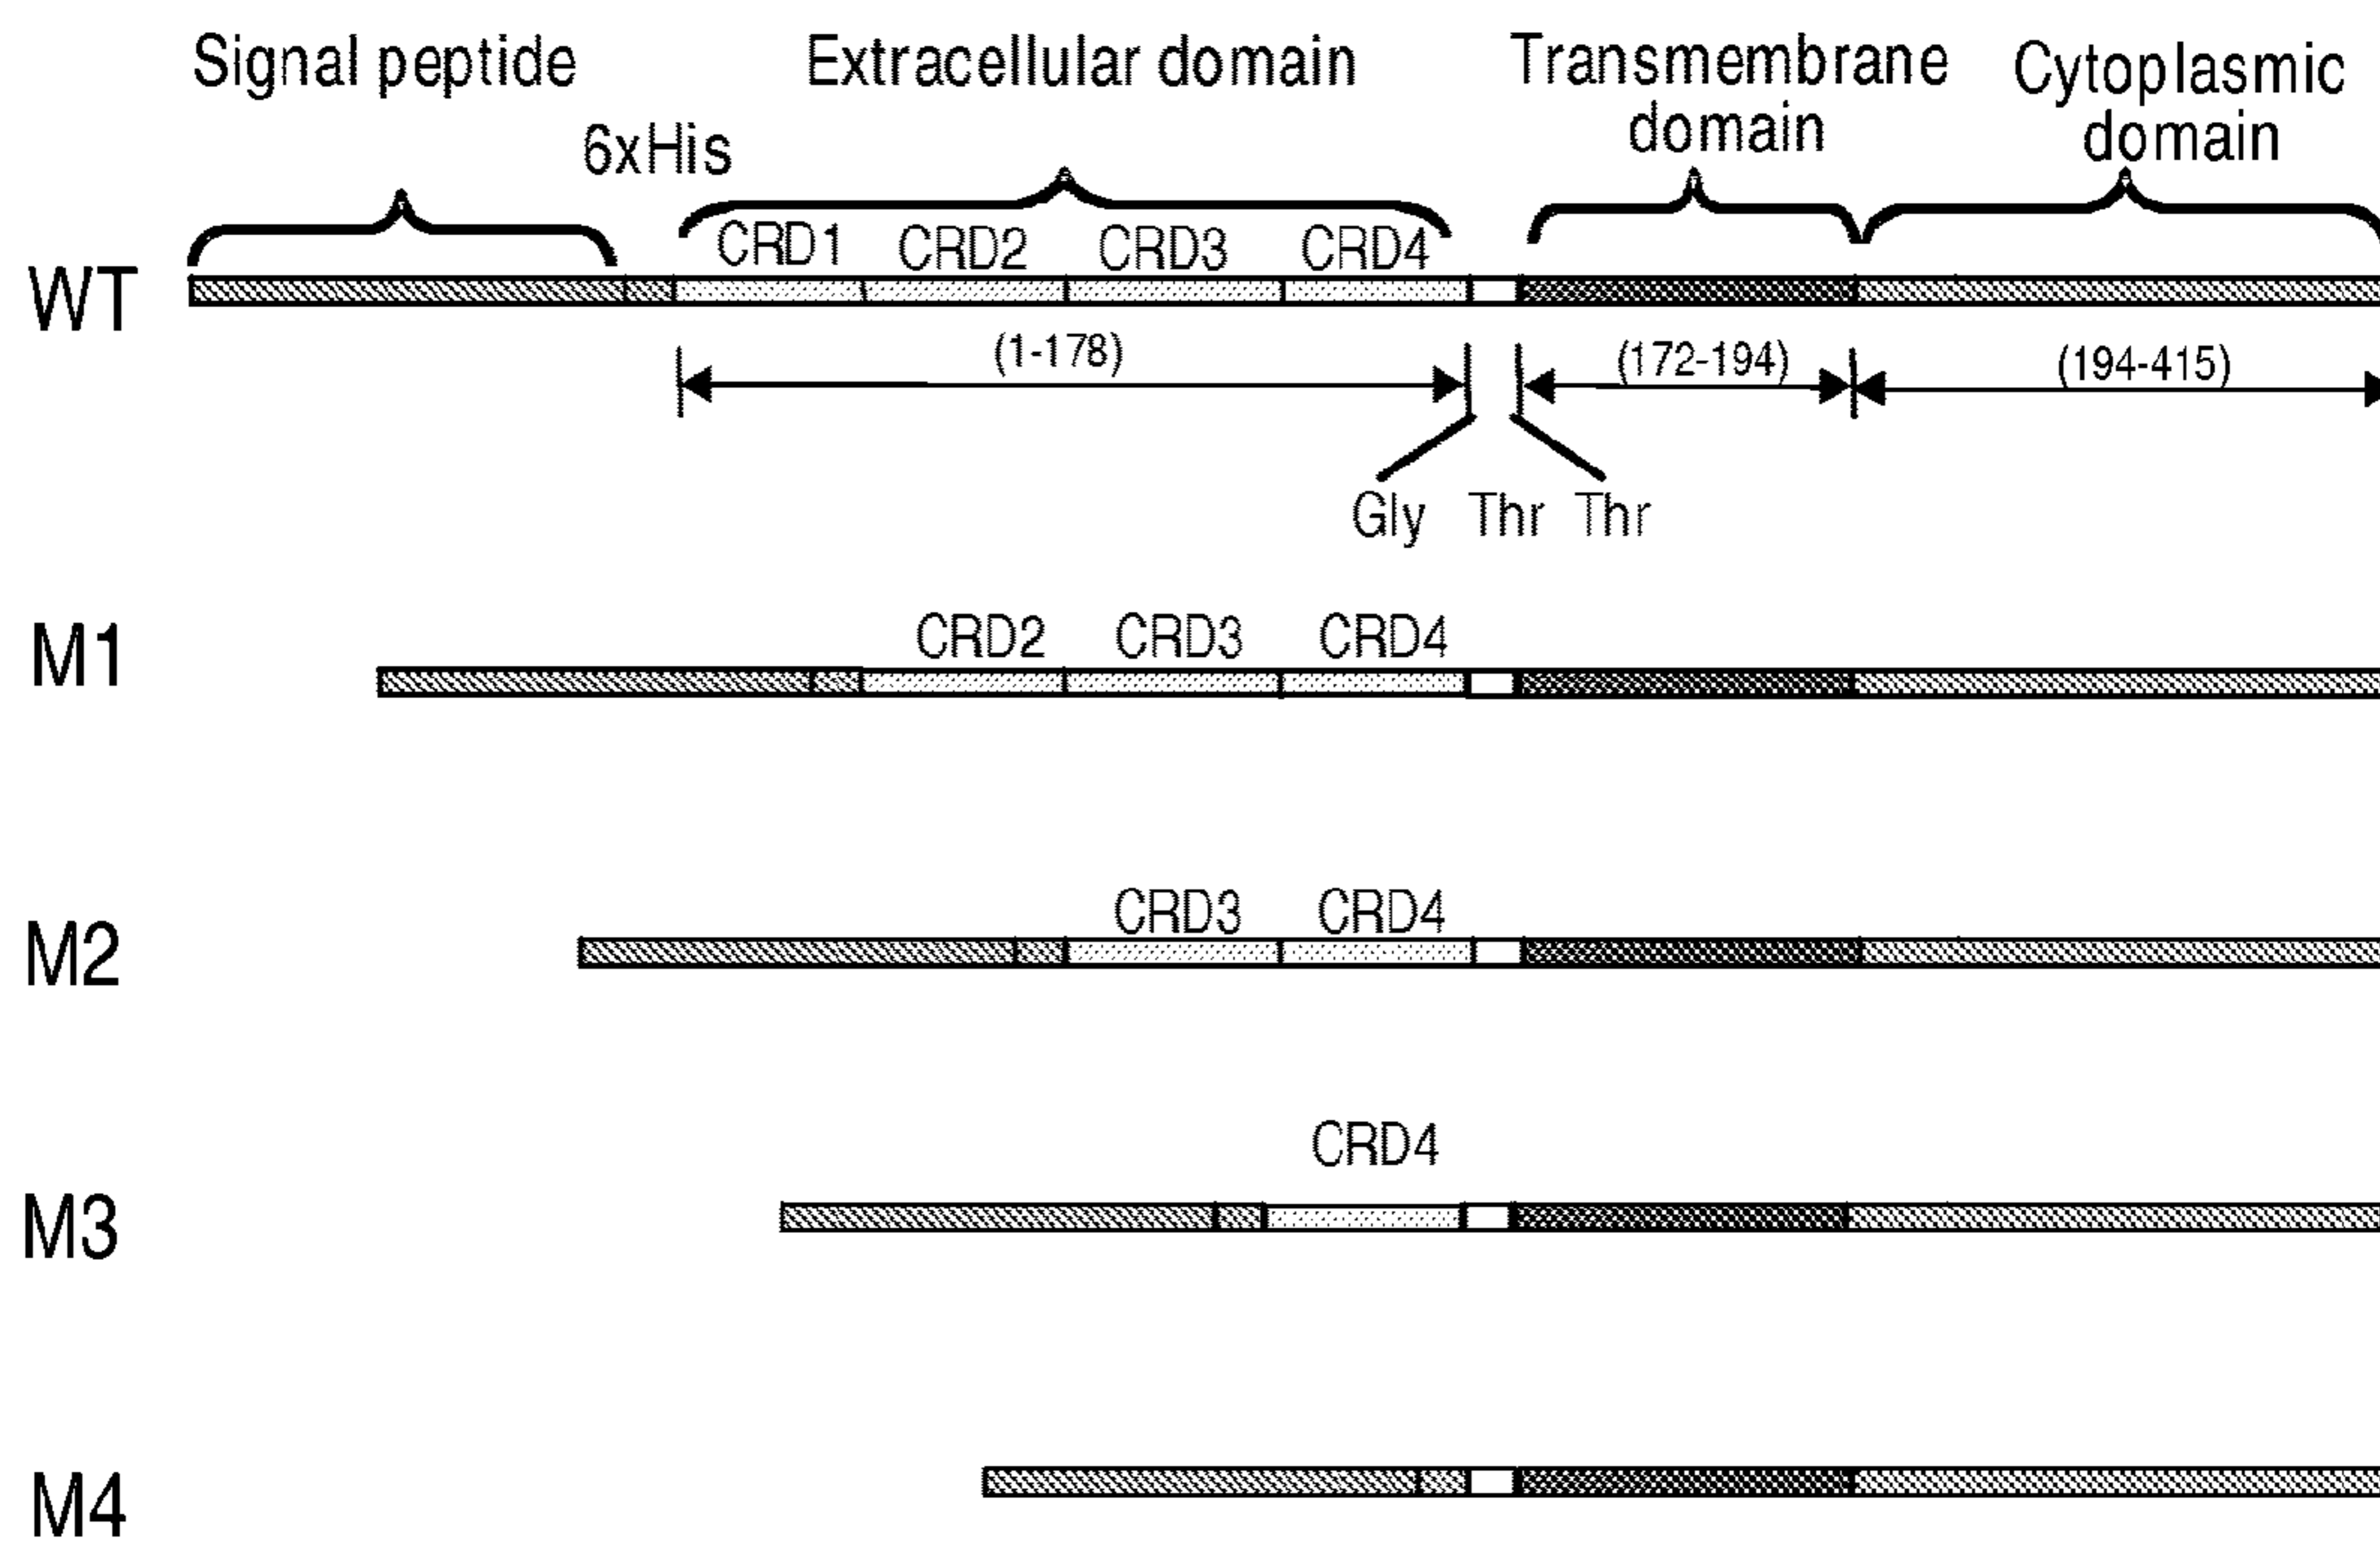 Signal peptide
Extracellular domain
Transmembrane
domain
Cytoplasmic
domain
6xHis
CRD1 CRD2 CRD3 CRD4
WT
(1-178)
(172-194)
(194-415)
Gly Thr Thr
M1
CRD2 CRD3 CRD4
M2
CRD3 CRD4
M3
CRD4
M4